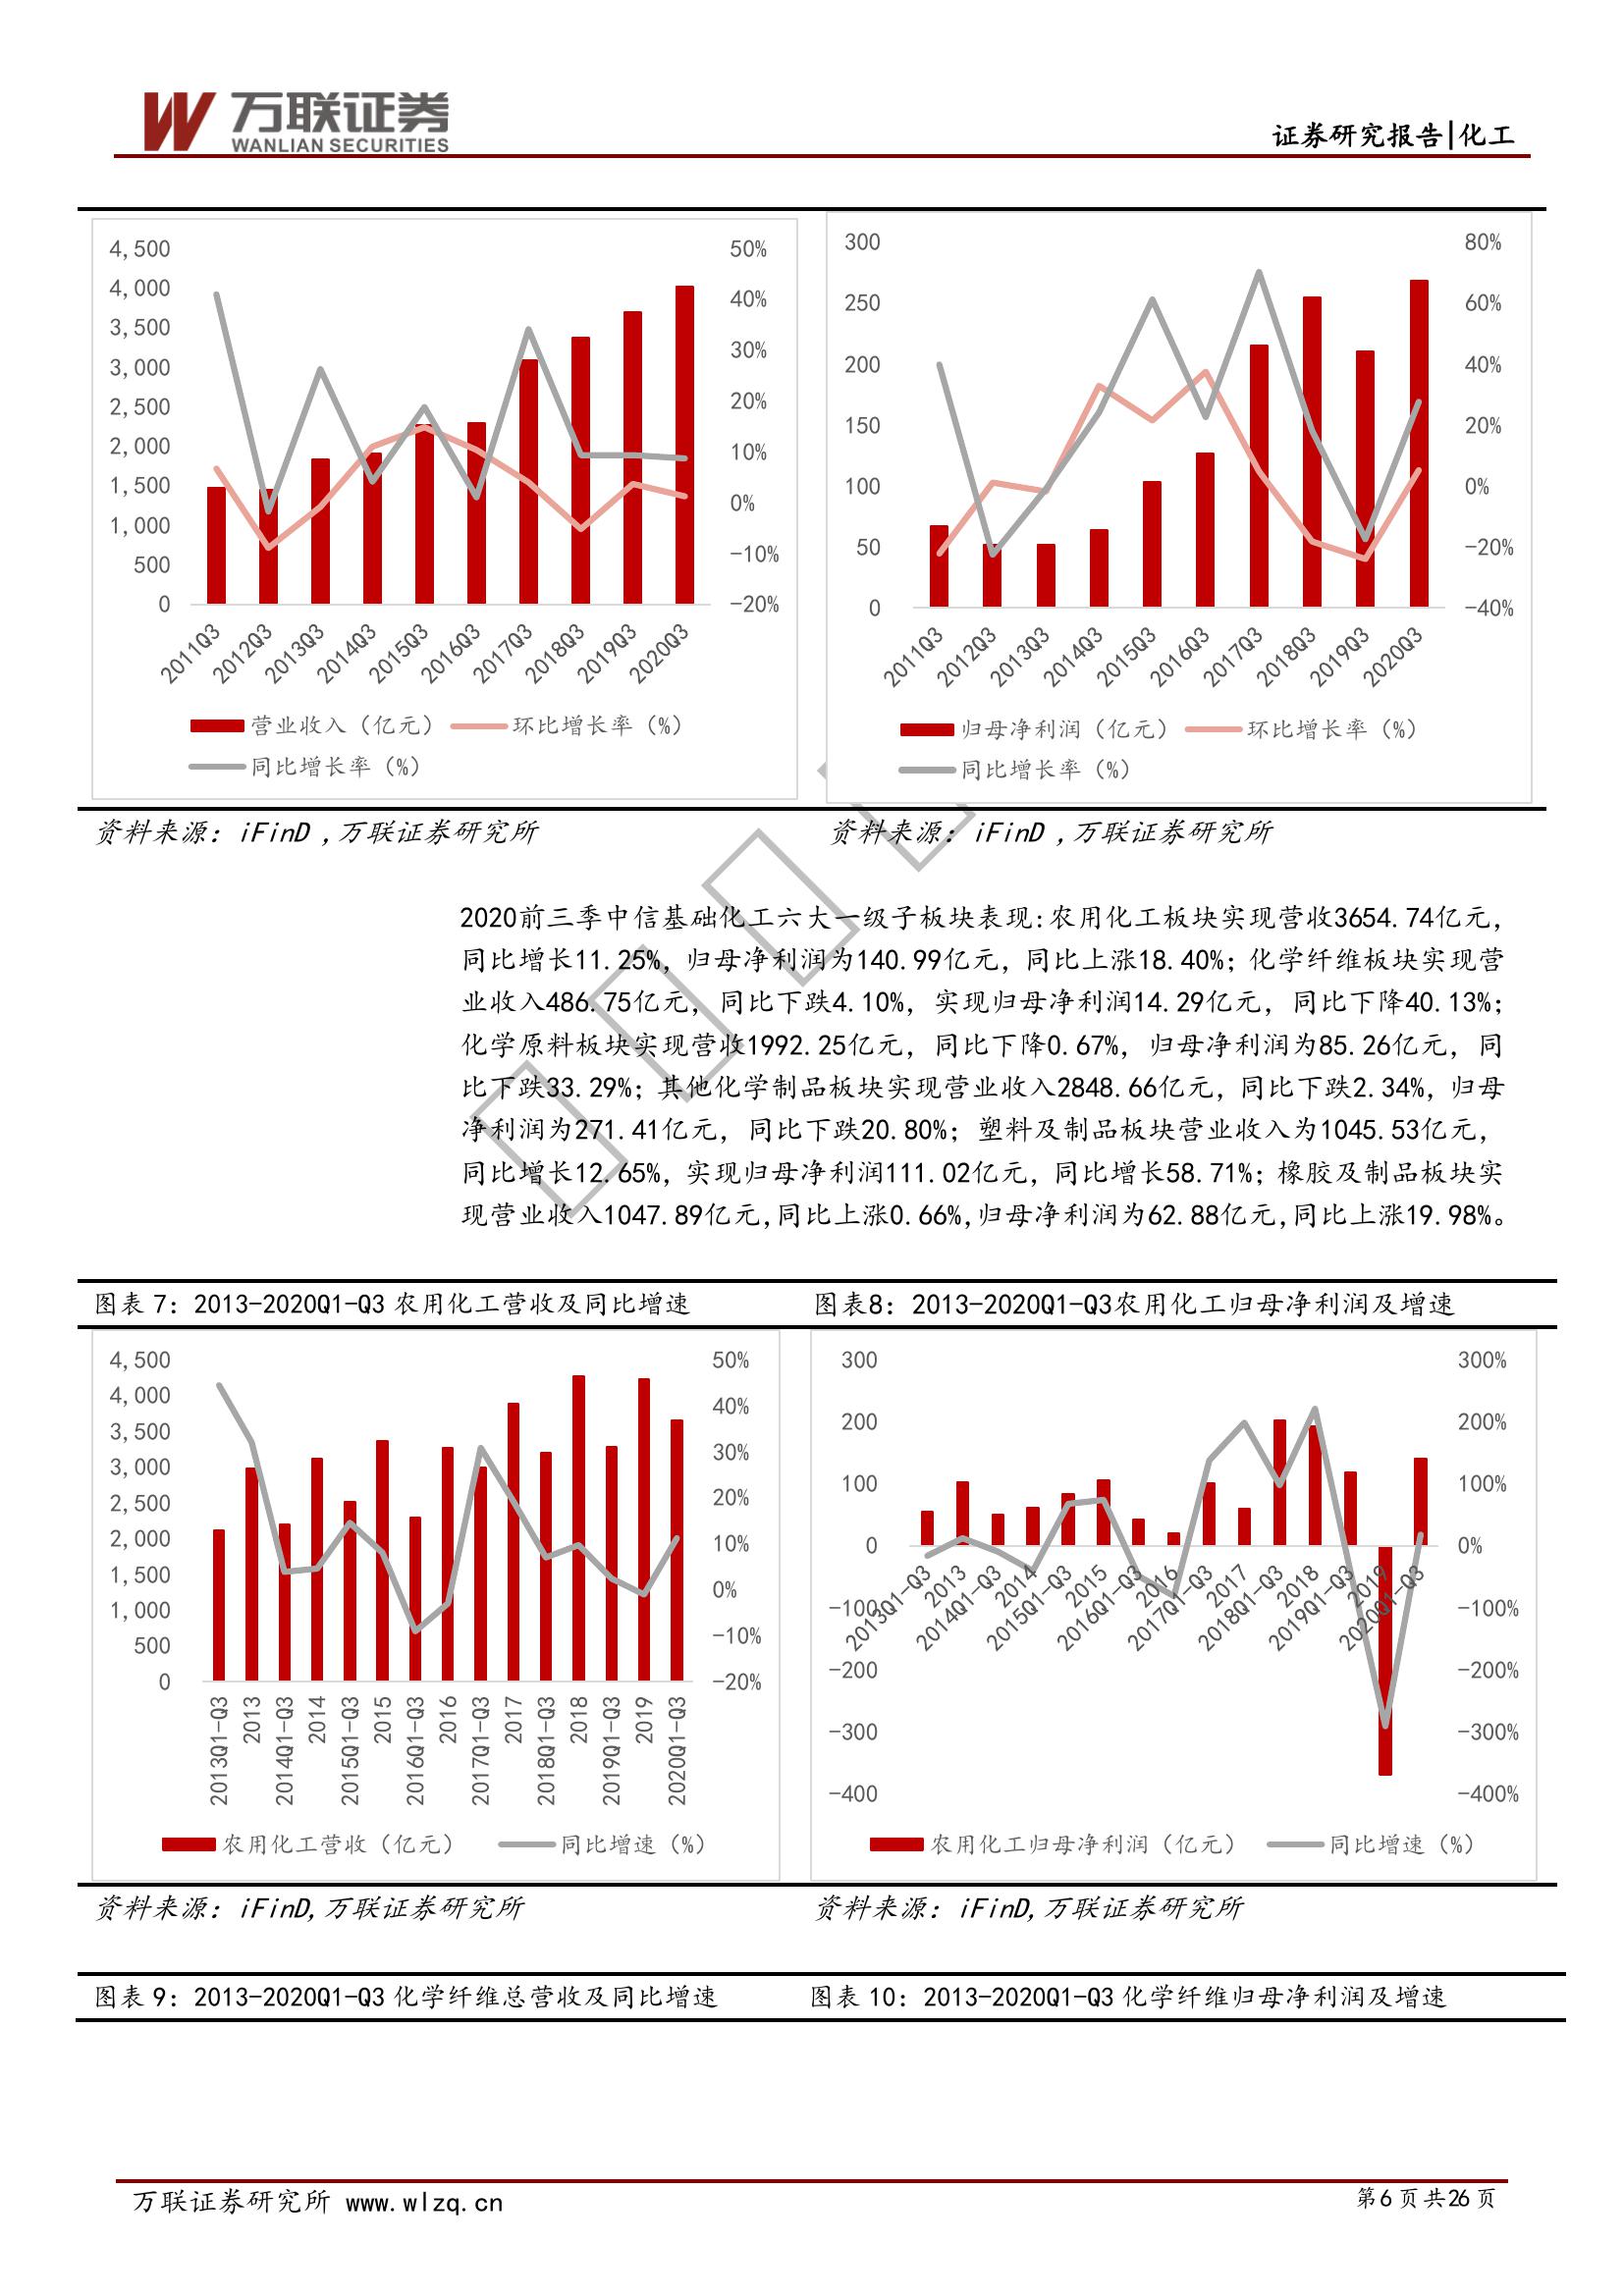 万联证券
WANLIAN SECURITIES
证券研究报告|化工
4,500
4,000
3,500
3,000
2,500
2,000
1,500
1,000
500
0
50%
40%
30%
20%
10%
0%
-10%
-20%
2011Q3 2012Q3 2013Q3 2014Q3 2015Q3 2016Q3 2017Q3 2018Q3 2019Q3 2020Q3
营业收入（亿元） 环比增长率（%）
同比增长率（%）
300
250
200
150
100
50
0
80%
60%
40%
20%
0%
-20%
-40%
2011Q3 2012Q3 2013Q3 2014Q3 2015Q3 2016Q3 2017Q3 2018Q3 2019Q3 2020Q3
归母净利润（亿元） 环比增长率（%）
同比增长率（%）
资料来源：iFinD ,万联证券研究所
资料来源：iFinD ,万联证券研究所
2020前三季中信基础化工六大一级子板块表现:农用化工板块实现营收3654.74亿元，
同比增长11.25%，归母净利润为140.99亿元，同比上涨18.40%；化学纤维板块实现营
业收入486.75亿元，同比下跌4.10%，实现归母净利润14.29亿元，同比下降40.13%；
化学原料板块实现营收1992.25亿元，同比下降0.67%，归母净利润为85.26亿元，同
比下跌33.29%；其他化学制品板块实现营业收入2848.66亿元，同比下跌2.34%，归母
净利润为271.41亿元，同比下跌20.80%；塑料及制品板块营业收入为1045.53亿元，
同比增长12.65%，实现归母净利润111.02亿元，同比增长58.71%；橡胶及制品板块实
现营业收入1047.89亿元,同比上涨0.66%,归母净利润为62.88亿元,同比上涨19.98%。
图表 7：2013-2020Q1-Q3 农用化工营收及同比增速
图表8：2013-2020Q1-Q3农用化工归母净利润及增速
4,500
4,000
3,500
3,000
2,500
2,000
1,500
1,000
500
0
50%
40%
30%
20%
10%
0%
-10%
-20%
2013Q1-Q3 2013 2014Q1-Q3 2014 2015Q1-Q3 2015 2016Q1-Q3 2016 2017Q1-Q3 2017 2018Q1-Q3 2018 2019Q1-Q3 2019 2020Q1-Q3
农用化工营收（亿元） 同比增速（%）
300
200
100
0
-100
-200
-300
-400
300%
200%
100%
0%
-100%
-200%
-300%
-400%
2013Q1-Q3 2013 2014Q1-Q3 2014 2015Q1-Q3 2015 2016Q1-Q3 2016 2017Q1-Q3 2017 2018Q1-Q3 2018 2019Q1-Q3 2019 2020Q1-Q3
农用化工归母净利润（亿元） 同比增速（%）
资料来源：iFinD,万联证券研究所
资料来源：iFinD,万联证券研究所
图表 9：2013-2020Q1-Q3 化学纤维总营收及同比增速
图表 10：2013-2020Q1-Q3 化学纤维归母净利润及增速
万联证券研究所 www.wlzq.cn
第 6 页 共 26 页